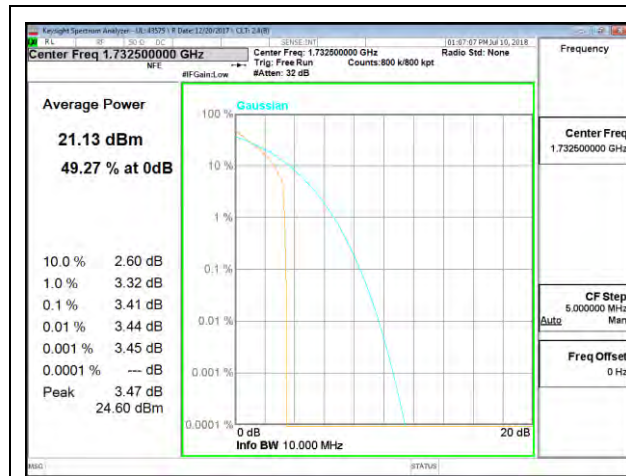 Keysight Spectrum Analyzer - UL: 43575 \ R Date: 12/20/2017 \ CLT: 2.4(B)
RL RF 50 Ω DC SENSE:INT 01:07:07 PM Jul 10, 2018
Center Freq 1.732500000 GHz
NFE
#IFGain:Low
Center Freq: 1.732500000 GHz
Trig: Free Run
Counts:800 k/800 kpt
#Atten: 32 dB
Radio Std: None
Average Power
21.13 dBm
49.27 % at 0dB
10.0 % 2.60 dB
1.0 % 3.32 dB
0.1 % 3.41 dB
0.01 % 3.44 dB
0.001 % 3.45 dB
0.0001 % --- dB
Peak 3.47 dB
24.60 dBm
Gaussian
100 %
10 %
1 %
0.1 %
0.01 %
0.001 %
0.0001 %
0 dB 20 dB
Info BW 10.000 MHz
Frequency
Center Freq
1.732500000 GHz
CF Step
5.000000 MHz
Auto Man
Freq Offset
0 Hz
MSG STATUS